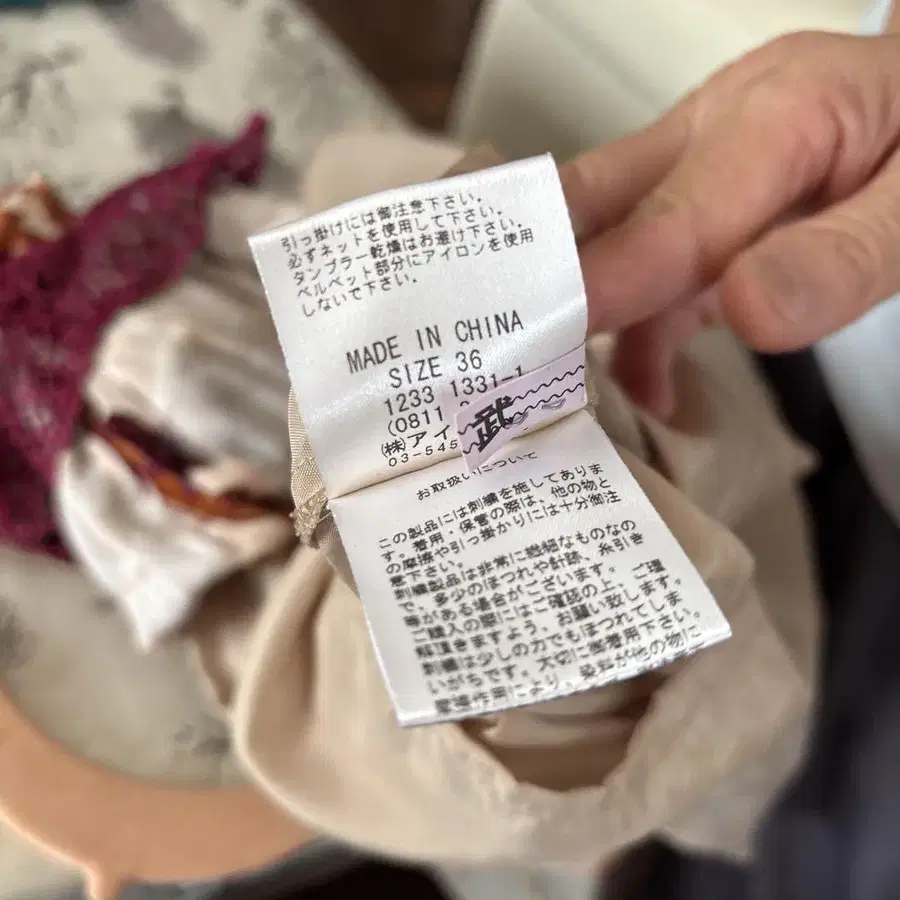 引っ掛けには御注意下さい。
必ずネットを使用して下さい。
タンブラー乾燥はお避け下さい。
ベルベット部分にアイロンを使用
しないで下さい。
MADE IN CHINA
SIZE 36
1233 1331-1
(0811
武
㈱アイ
03-545
お取扱いについて
この製品には刺繍を施してありま
す。着用・保管の際は、他の物と
の摩擦や引っ掛かりには十分御注
意下さい。
刺繍製品は非常に繊細なものなの
で、多少のほつれや針跡、糸引き
等がある場合がございます。ご理
ご購入の際にはご確認の上、
解頂きますよう、お願い致します。
刺繍は少しの力でもほつれてしま
いがちです。大切に御着用下さい。
により、染料が他の物に